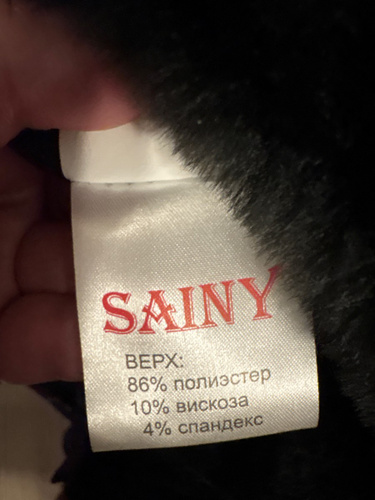 SAINY
ВЕРХ:
86% полиэстер
10% вискоза
4% спандекс